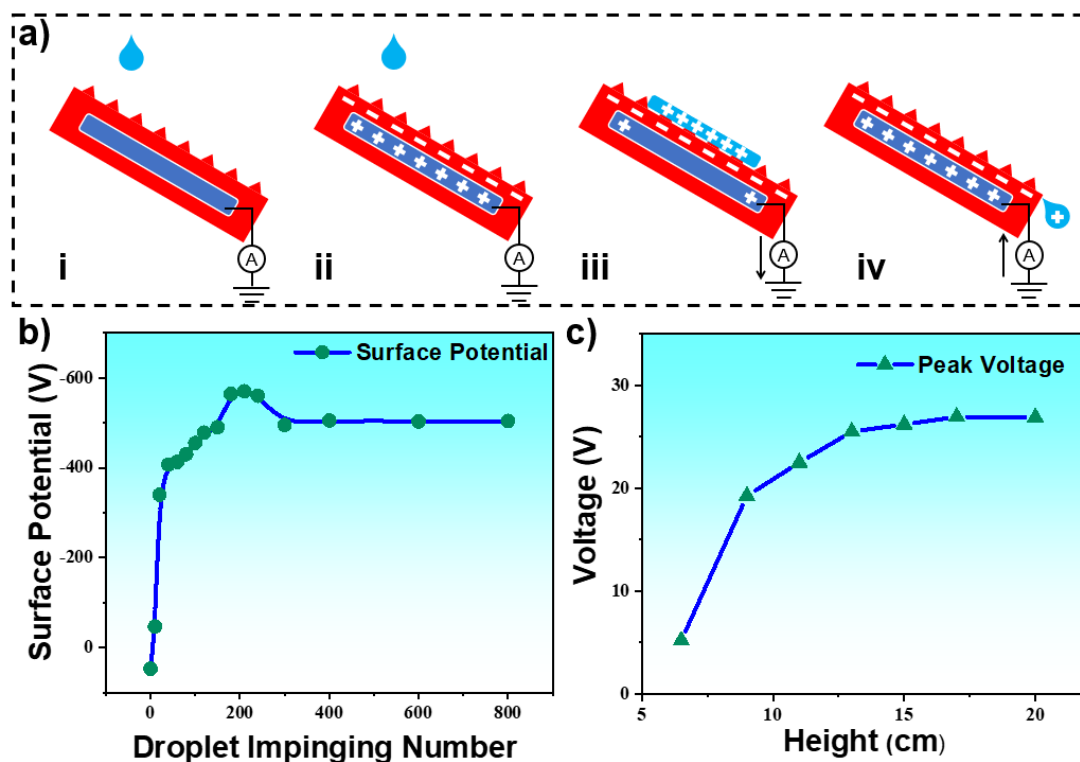 a)
i
ii
iii
iv
A
A
A
A
b)
Surface Potential
Surface Potential (V)
-600
-400
-200
0
0
200
400
600
800
Droplet Impinging Number
c)
Peak Voltage
Voltage (V)
30
20
10
0
5
10
15
20
Height (cm)